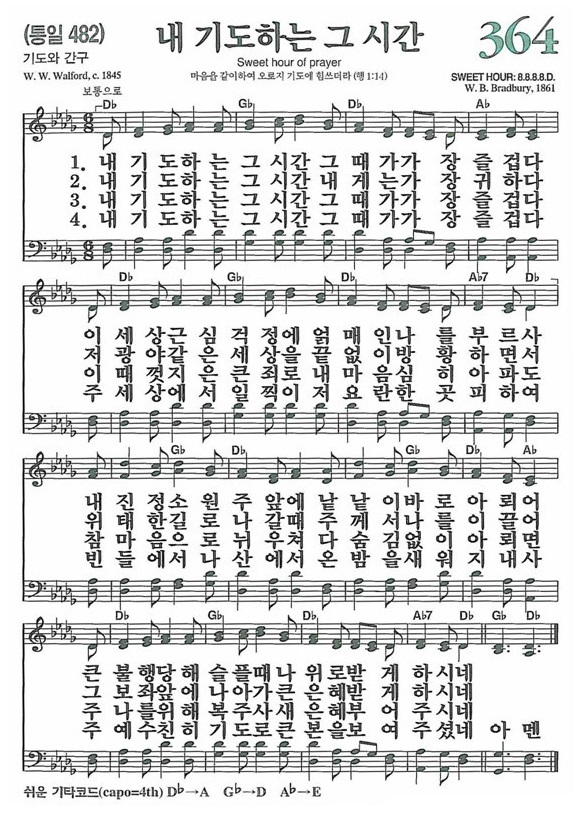 (통일 482)
내 기도하는 그 시간
364
기도와 간구
Sweet hour of prayer
W. W. Walford, c. 1845
마음을 같이하여 오로지 기도에 힘쓰더라 (행 1:14)
SWEET HOUR: 8.8.8.8.D.
W. B. Bradbury, 1861
보통으로
D♭ G♭ D♭ A♭
1. 내 기 도하 는 그 시간 그 때 가가 장 즐 겁다
2. 내 기 도하 는 그 시간 내 게 는가 장 귀 하다
3. 내 기 도하 는 그 시간 그 때 가가 장 즐 겁다
4. 내 기 도하 는 그 시간 그 때 가가 장 즐 겁다
D♭ G♭ D♭ A♭7 D♭
이 세 상근 심 걱 정에 얽 매 인나 를 부 르사
저 광 야같 은 세 상을 끝 없 이방 황 하 면서
이 때 껏지 은 큰 죄로 내 마 음심 히 아 파도
주 세 상에 서 일 찍이 저 요 란한 곳 피 하여
G♭ D♭ G♭ D♭ A♭
내 진 정소 원 주 앞에 낱 낱 이바 로 아 뢰어
위 태 한길 로 나 갈때 주 께 서나 를 이 끌어
참 마 음으 로 뉘 우쳐 다 숨 김없 이 아 뢰면
빈 들 에서 나 산 에서 온 밤 을새 워 지 내사
D♭ G♭ D♭ A♭7 D♭ G♭ D♭
큰 불 행당 해 슬 플때 나 위 로받 게 하 시네
그 보 좌앞 에 나 아가 큰 은 혜받 게 하 시네
주 나 를위 해 복 주사 새 은 혜부 어 주 시네
주 예 수친 히 기 도로 큰 본 을보 여 주 셨네 아 멘
쉬운 기타코드(capo=4th) D♭→A G♭→D A♭→E